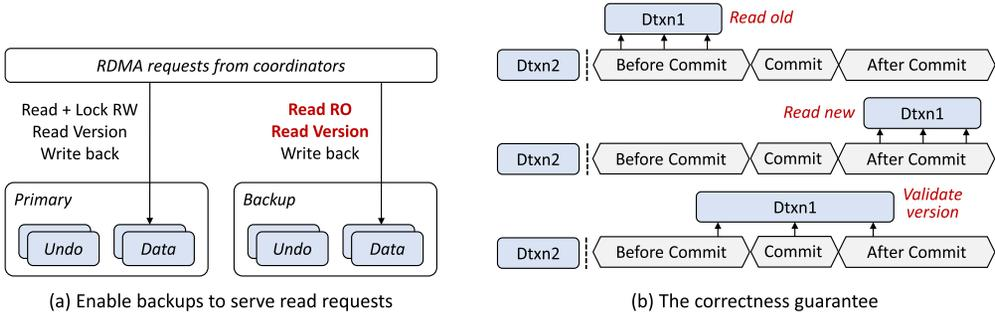 RDMA requests from coordinators
Read + Lock RW
Read Version
Write back
Read RO
Read Version
Write back
Primary
Undo
Data
Backup
Undo
Data
(a) Enable backups to serve read requests
Dtxn1
Read old
Dtxn2
Before Commit
Commit
After Commit
Read new
Dtxn1
Dtxn2
Before Commit
Commit
After Commit
Dtxn1
Validate
version
Dtxn2
Before Commit
Commit
After Commit
(b) The correctness guarantee